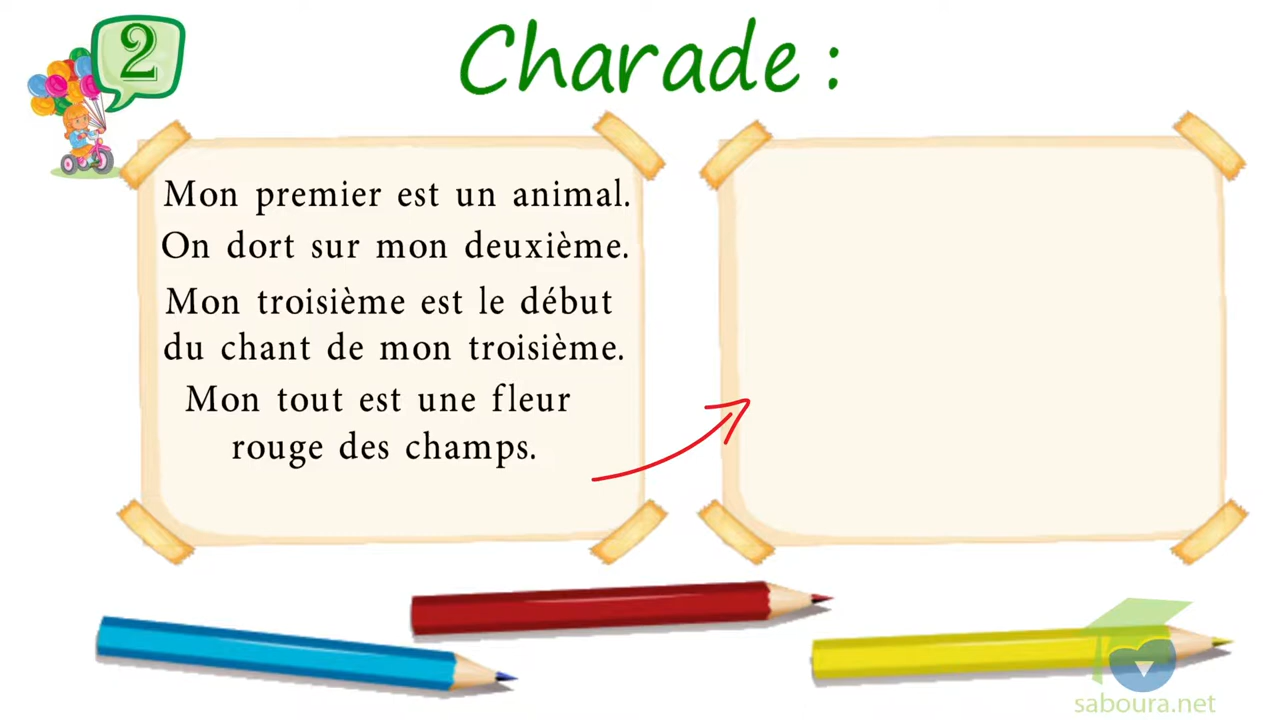 2
Charade :
Mon premier est un animal.
On dort sur mon deuxième.
Mon troisième est le début
du chant de mon troisième.
Mon tout est une fleur
rouge des champs.
saboura.net